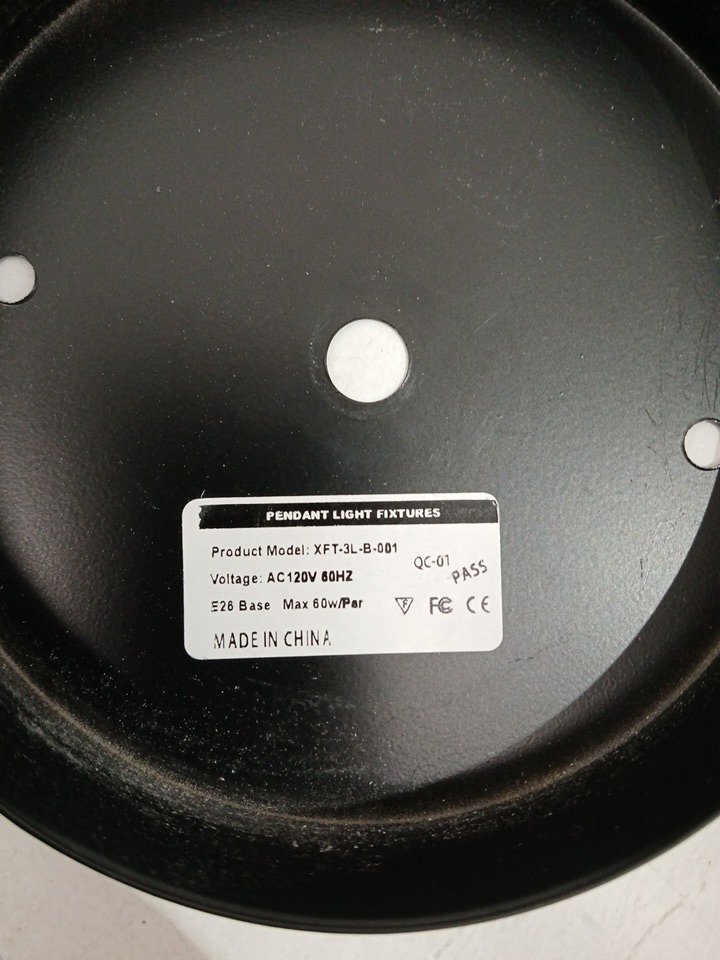 PENDANT LIGHT FIXTURES
Product Model: XFT-3L-B-001
QC-01
Voltage: AC120V 60HZ
PASS
E26 Base Max 60w/Per
F FC CE
MADE IN CHINA